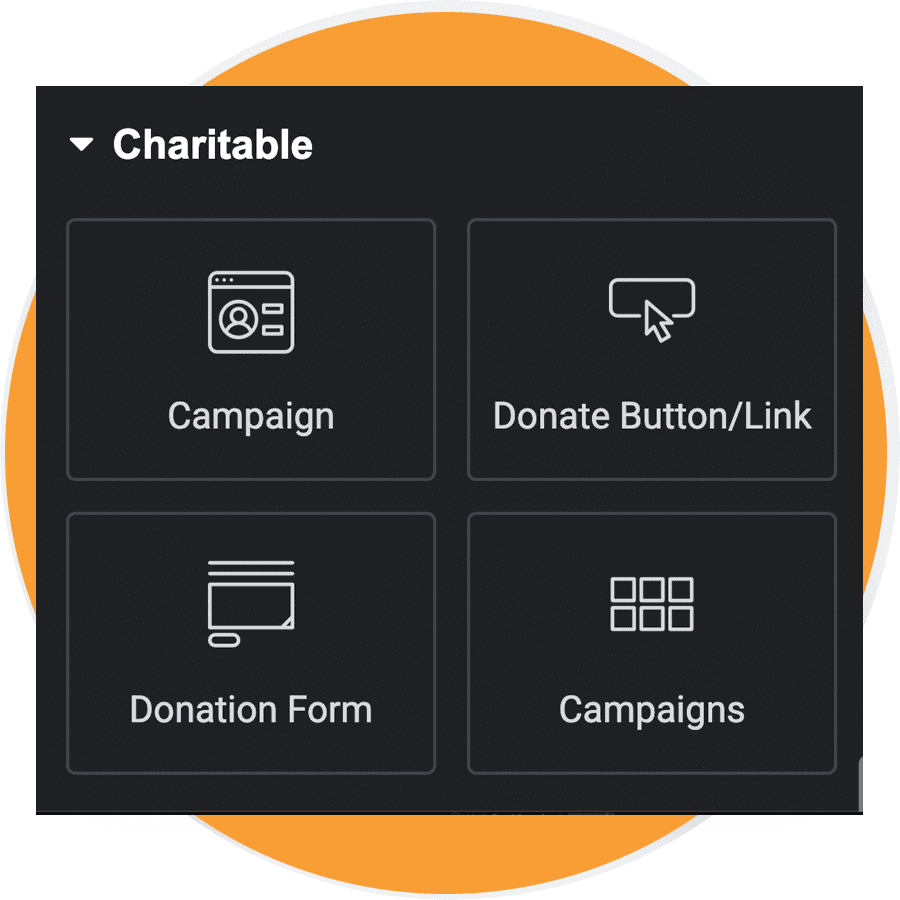 Charitable
Campaign
Donate Button/Link
Donation Form
Campaigns